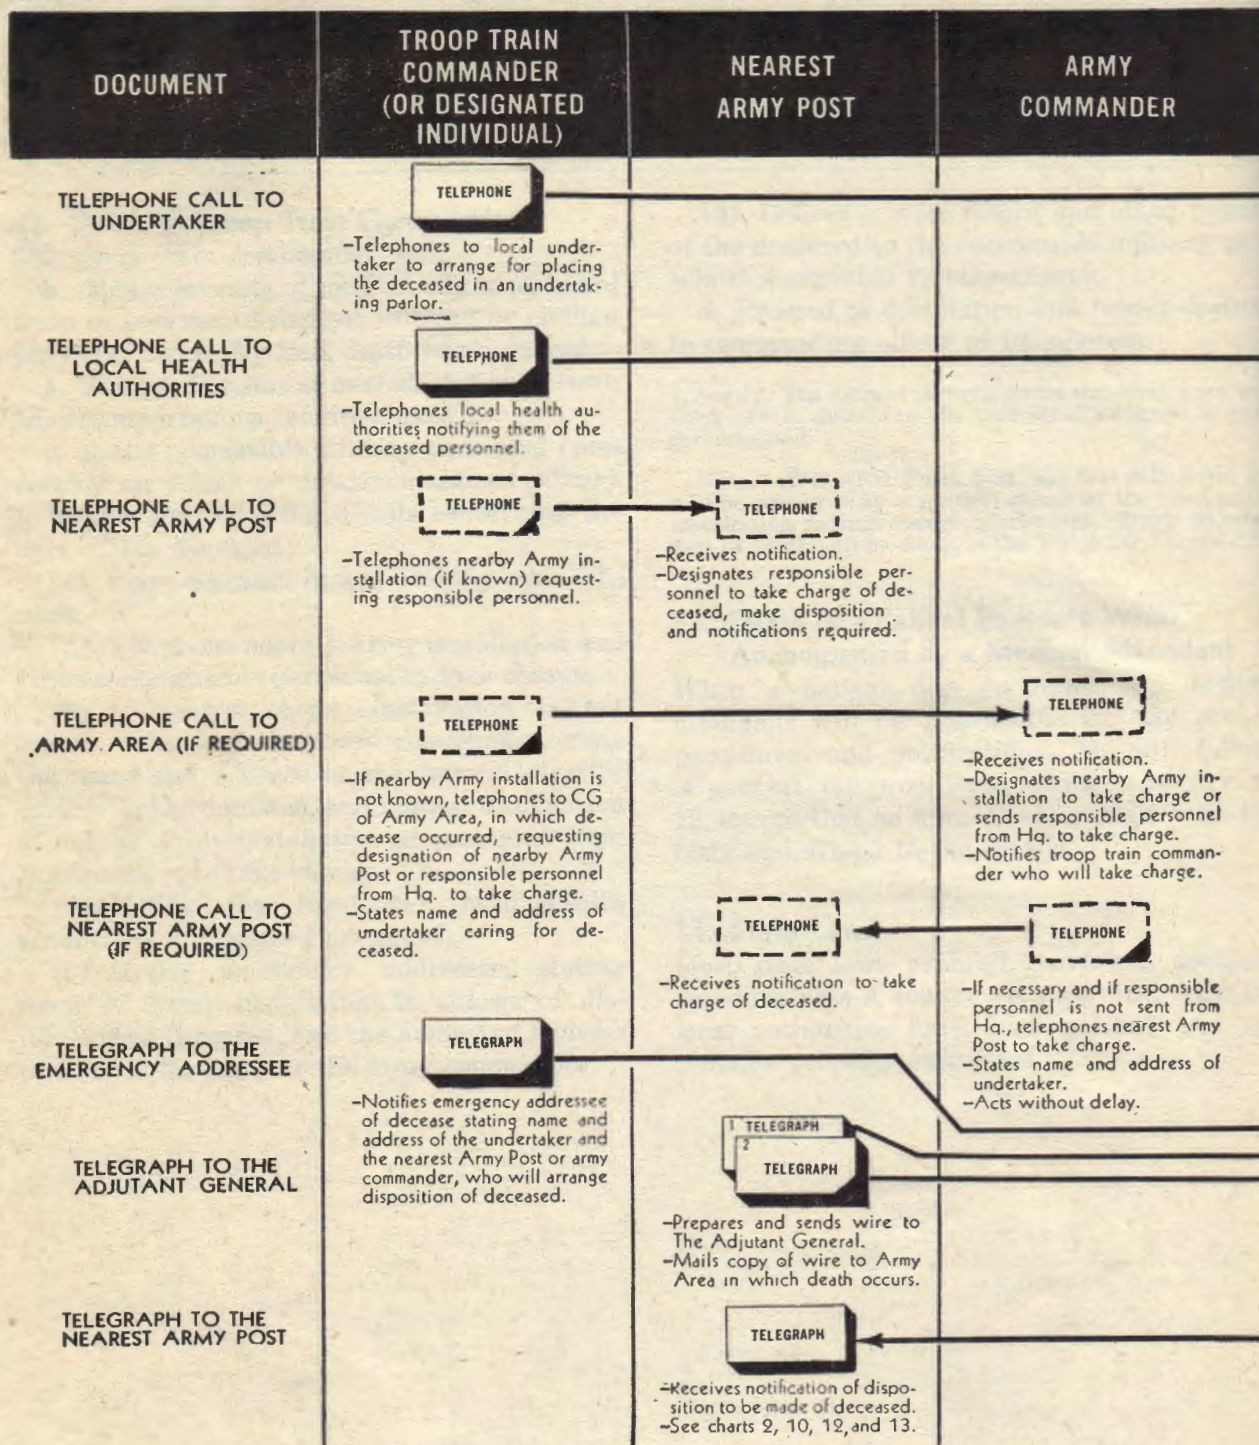 DOCUMENT
TROOP TRAIN
COMMANDER
(OR DESIGNATED
INDIVIDUAL)
NEAREST
ARMY POST
ARMY
COMMANDER
TELEPHONE CALL TO
UNDERTAKER
TELEPHONE
–Telephones to local under-
taker to arrange for placing
the deceased in an undertak-
ing parlor.
TELEPHONE CALL TO
LOCAL HEALTH
AUTHORITIES
TELEPHONE
–Telephones local health au-
thorities notifying them of the
deceased personnel.
TELEPHONE CALL TO
NEAREST ARMY POST
TELEPHONE
–Telephones nearby Army in-
stallation (if known) request-
ing responsible personnel.
TELEPHONE
–Receives notification.
–Designates responsible per-
sonnel to take charge of de-
ceased, make disposition
and notifications required.
TELEPHONE CALL TO
ARMY AREA (IF REQUIRED)
TELEPHONE
–If nearby Army installation is
not known, telephones to CG
of Army Area, in which de-
cease occurred, requesting
designation of nearby Army
Post or responsible personnel
from Hq. to take charge.
–States name and address of
undertaker caring for de-
ceased.
TELEPHONE
–Receives notification.
–Designates nearby Army in-
stallation to take charge or
sends responsible personnel
from Hq. to take charge.
–Notifies troop train comman-
der who will take charge.
TELEPHONE CALL TO
NEAREST ARMY POST
(IF REQUIRED)
TELEPHONE
–Receives notification to take
charge of deceased.
TELEPHONE
–If necessary and if responsible
personnel is not sent from
Hq., telephones nearest Army
Post to take charge.
–States name and address of
undertaker.
–Acts without delay.
TELEGRAPH TO THE
EMERGENCY ADDRESSEE
TELEGRAPH
–Notifies emergency addressee
of decease stating name and
address of the undertaker and
the nearest Army Post or army
commander, who will arrange
disposition of deceased.
TELEGRAPH TO THE
ADJUTANT GENERAL
1 TELEGRAPH
2
TELEGRAPH
–Prepares and sends wire to
The Adjutant General.
–Mails copy of wire to Army
Area in which death occurs.
TELEGRAPH TO THE
NEAREST ARMY POST
TELEGRAPH
–Receives notification of dispo-
sition to be made of deceased.
–See charts 2, 10, 12, and 13.